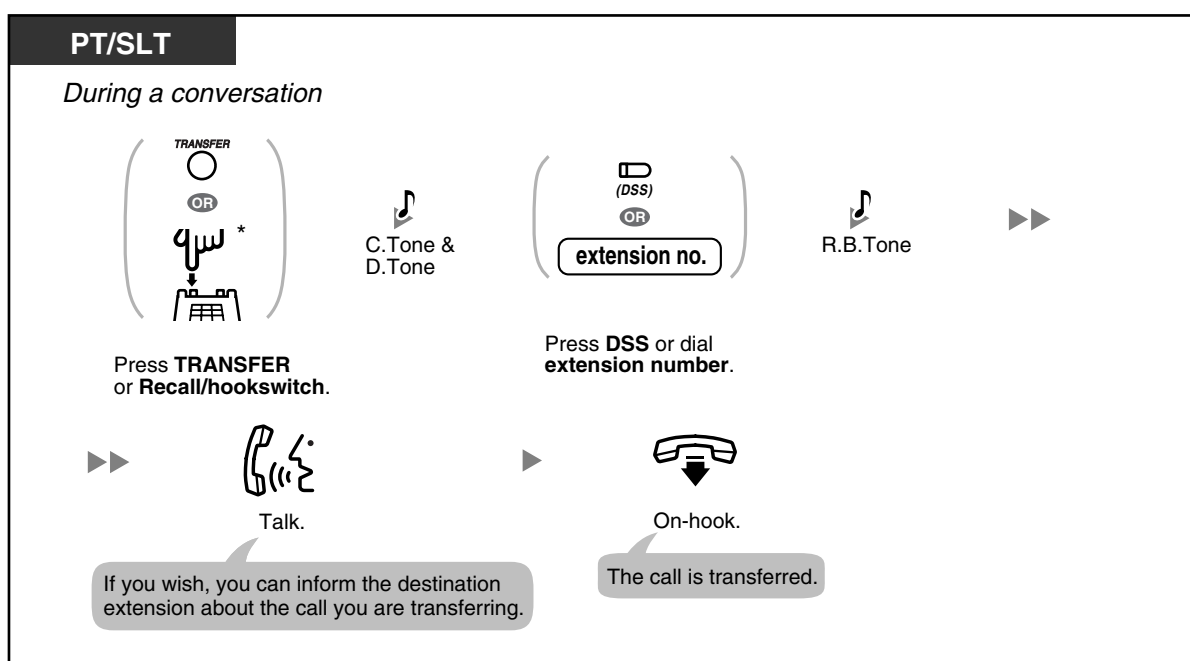 PT/SLT
During a conversation
TRANSFER
OR
*
C.Tone &
D.Tone
(DSS)
OR
extension no.
R.B.Tone
Press TRANSFER
or Recall/hookswitch.
Press DSS or dial
extension number.
Talk.
If you wish, you can inform the destination
extension about the call you are transferring.
On-hook.
The call is transferred.